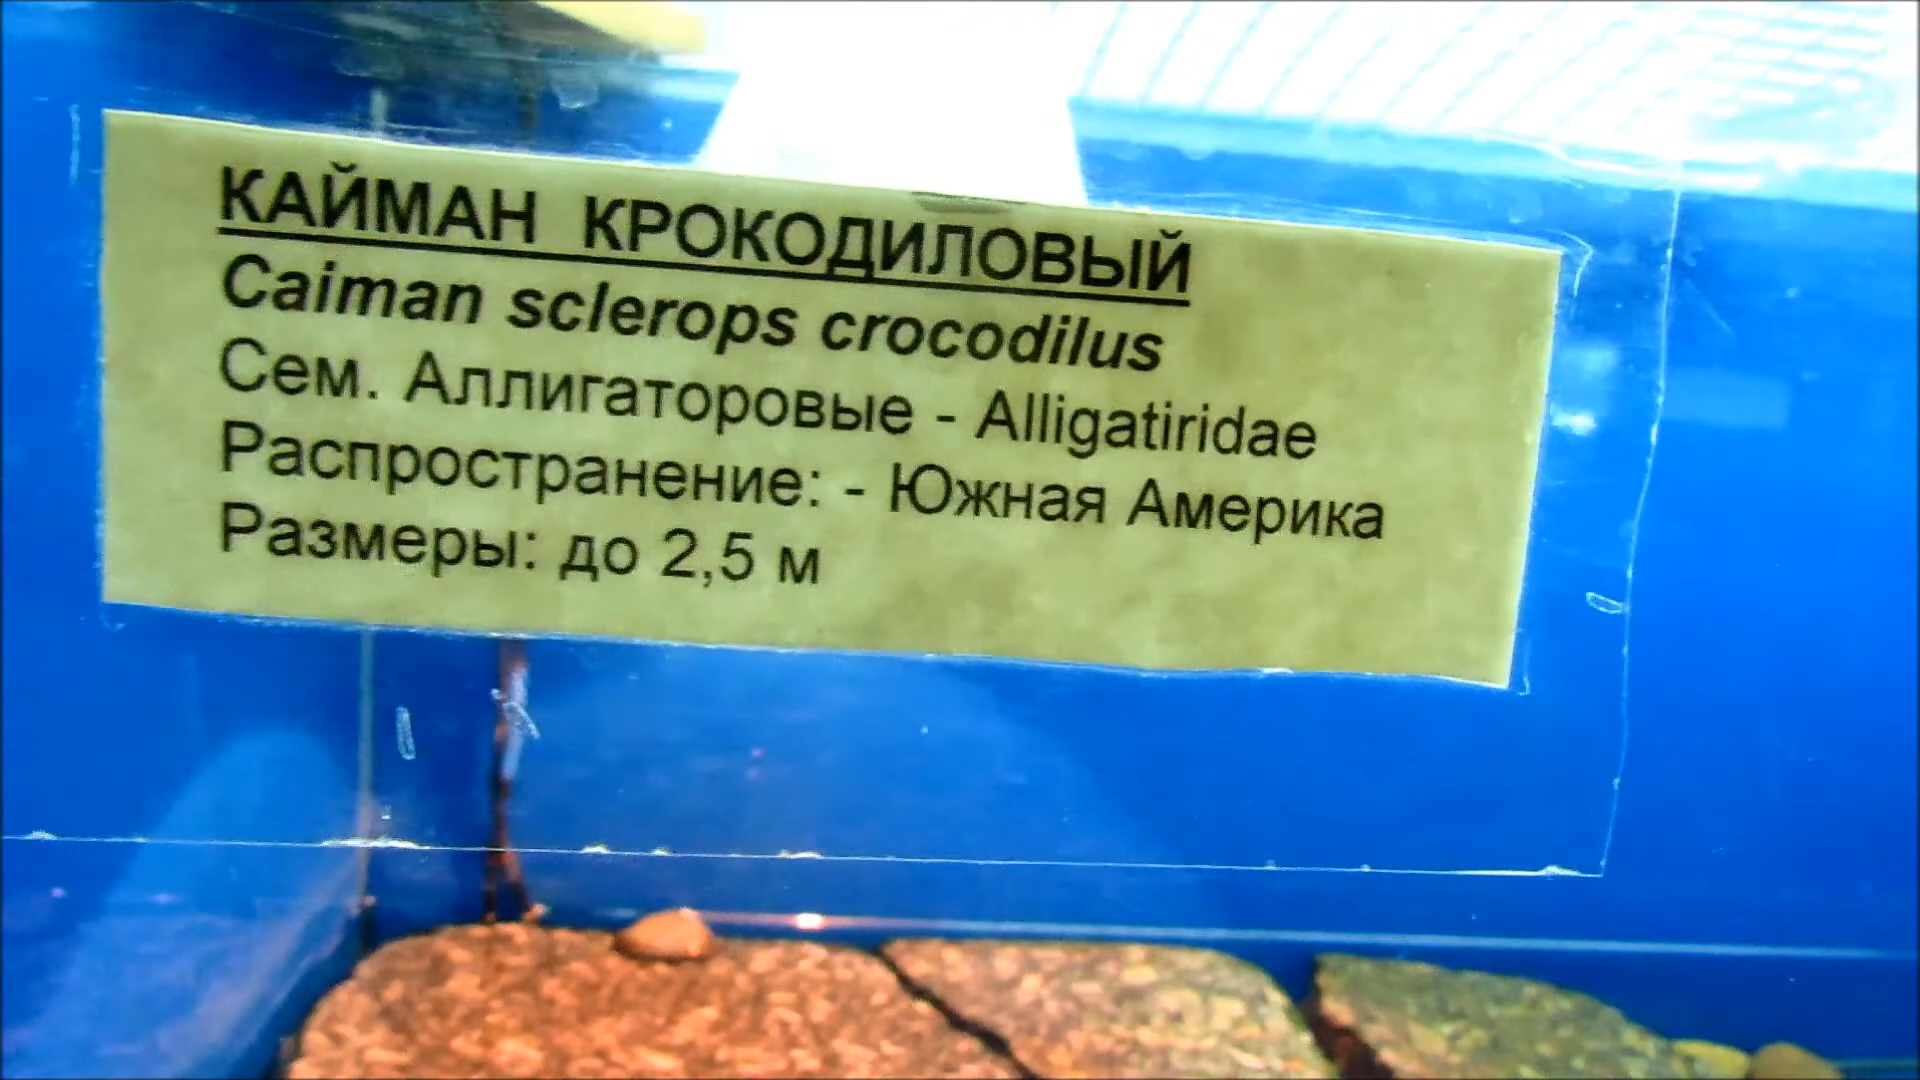 КАЙМАН КРОКОДИЛОВЫЙ
Caiman sclerops crocodilus
Сем. Аллигаторовые - Alligatiridae
Распространение: - Южная Америка
Размеры: до 2,5 м